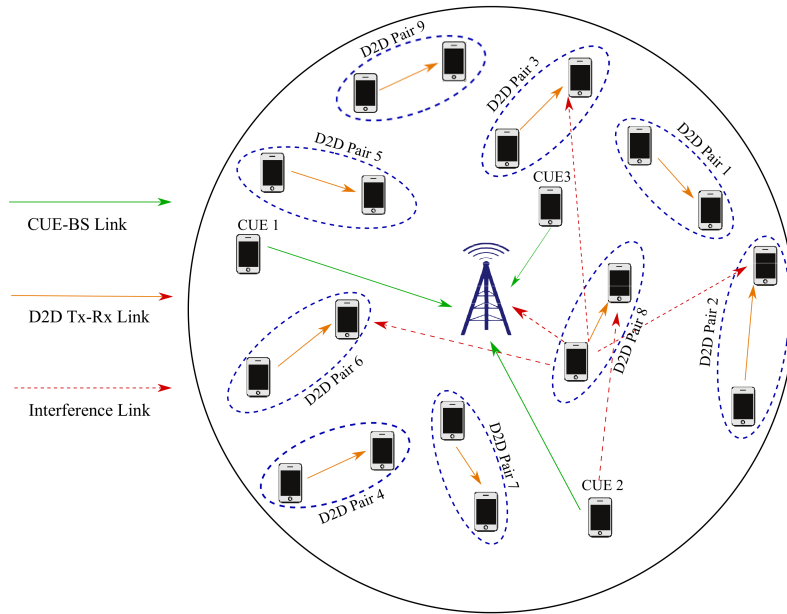 D2D Pair 9
D2D Pair 3
D2D Pair 1
D2D Pair 5
CUE3
CUE-BS Link
CUE 1
D2D Tx-Rx Link
D2D Pair 8
D2D Pair 2
D2D Pair 6
Interference Link
D2D Pair 7
D2D Pair 4
CUE 2